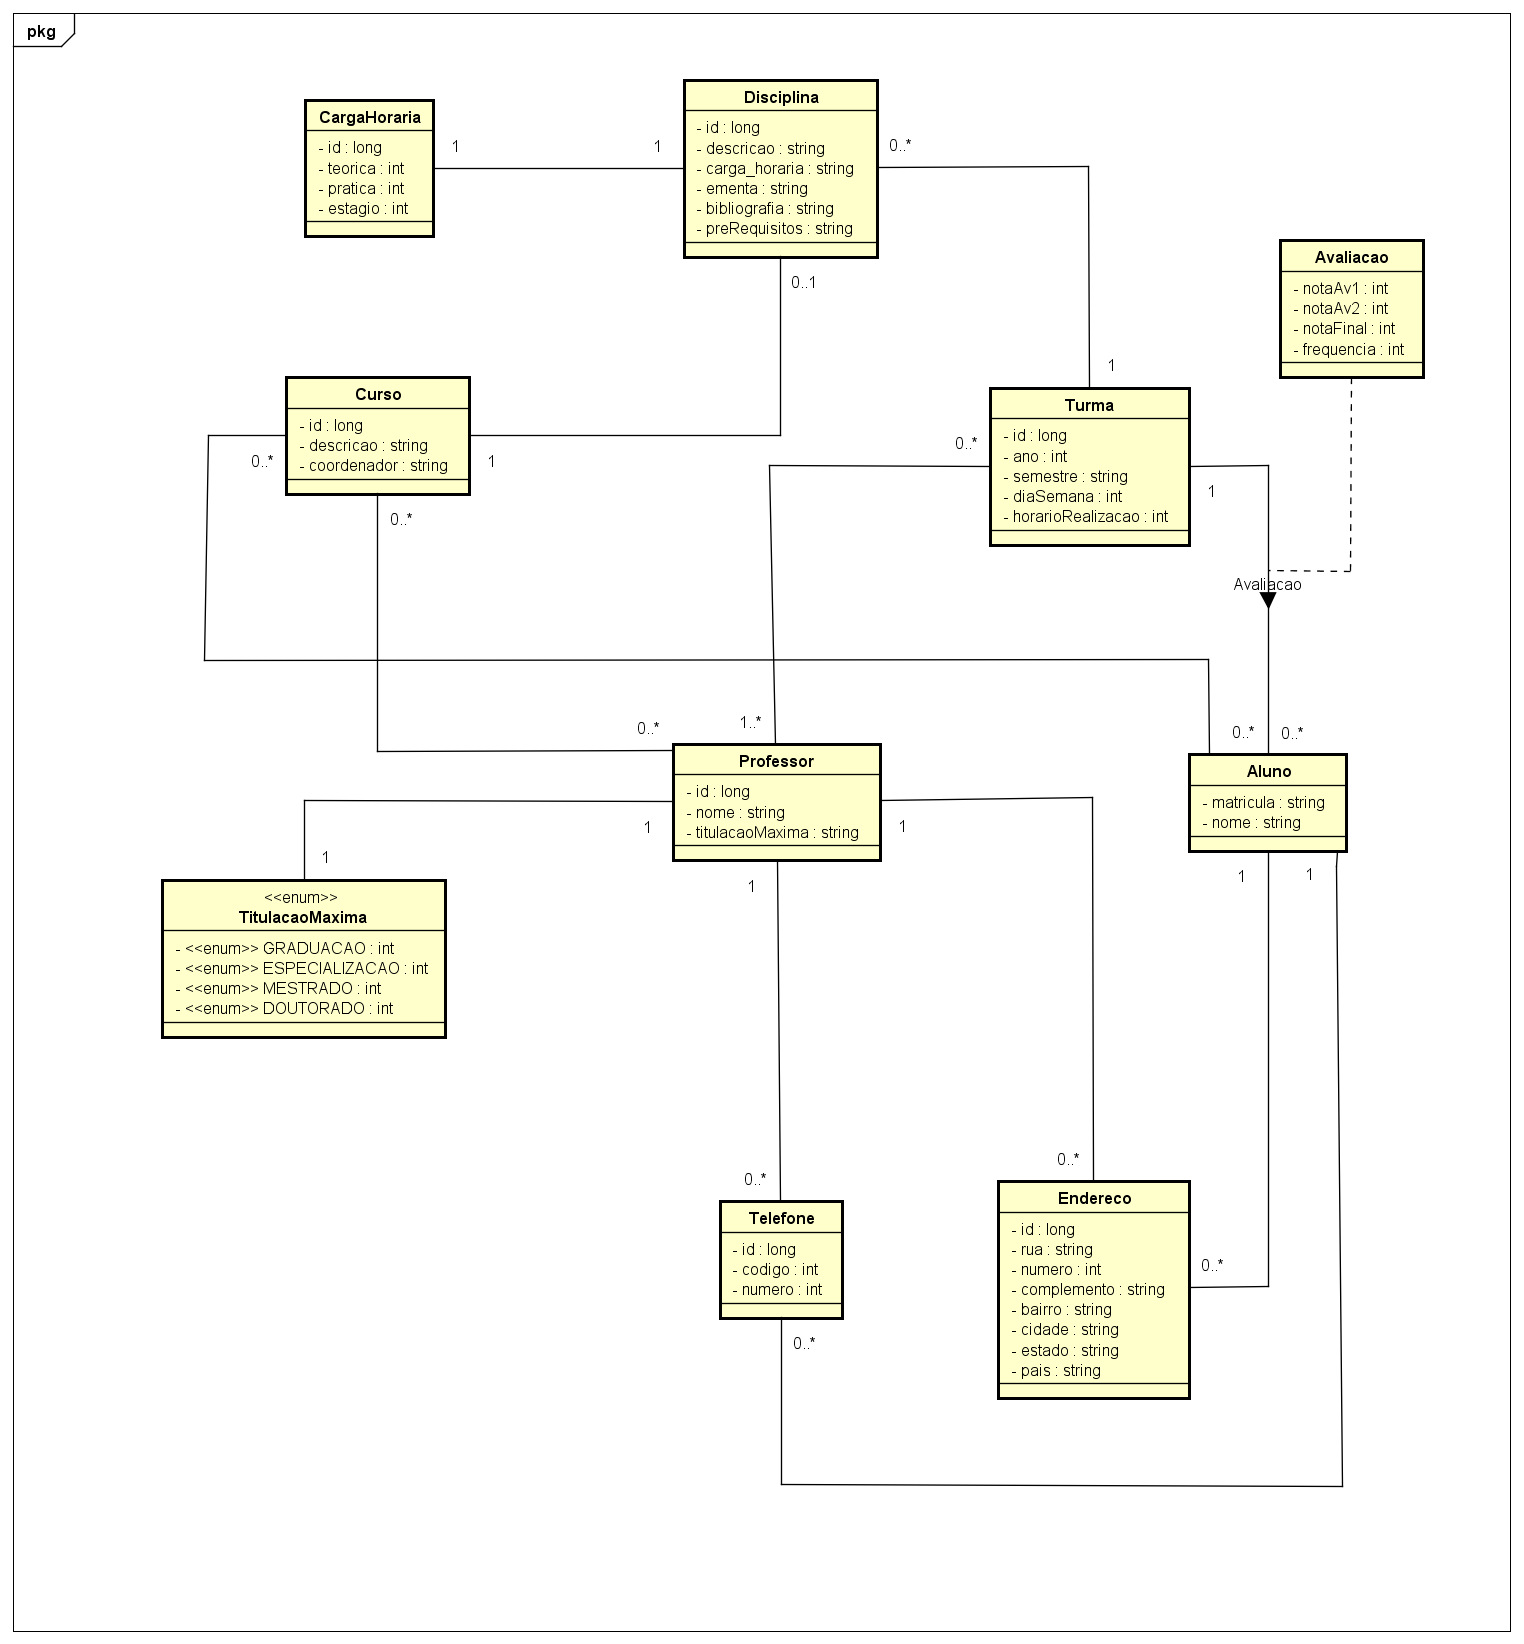 pkg
CargaHoraria
- id : long
- teorica : int
- pratica : int
- estagio : int
1
1
Disciplina
- id : long
- descricao : string
- carga_horaria : string
- ementa : string
- bibliografia : string
- preRequisitos : string
0..*
0..1
Avaliacao
- notaAv1 : int
- notaAv2 : int
- notaFinal : int
- frequencia : int
Curso
- id : long
- descricao : string
- coordenador : string
0..*
1
0..*
1
Turma
- id : long
- ano : int
- semestre : string
- diaSemana : int
- horarioRealizacao : int
0..*
1
Avaliacao
0..*
1..*
0..*
0..*
Professor
- id : long
- nome : string
- titulacaoMaxima : string
1
1
1
Aluno
- matricula : string
- nome : string
1
1
1
<<enum>>
TitulacaoMaxima
- <<enum>> GRADUACAO : int
- <<enum>> ESPECIALIZACAO : int
- <<enum>> MESTRADO : int
- <<enum>> DOUTORADO : int
0..*
Telefone
- id : long
- codigo : int
- numero : int
0..*
0..*
Endereco
- id : long
- rua : string
- numero : int
- complemento : string
- bairro : string
- cidade : string
- estado : string
- pais : string
0..*